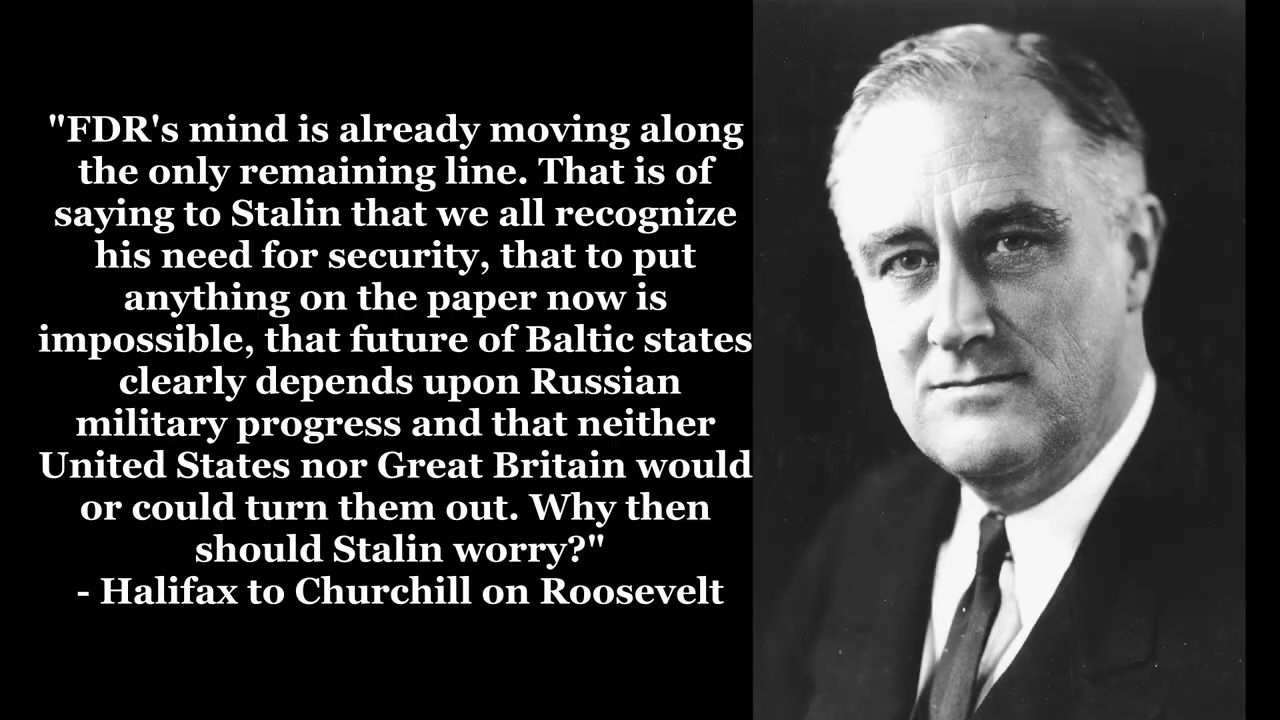 "FDR's mind is already moving along
the only remaining line. That is of
saying to Stalin that we all recognize
his need for security, that to put
anything on the paper now is
impossible, that future of Baltic states
clearly depends upon Russian
military progress and that neither
United States nor Great Britain would
or could turn them out. Why then
should Stalin worry?"
- Halifax to Churchill on Roosevelt